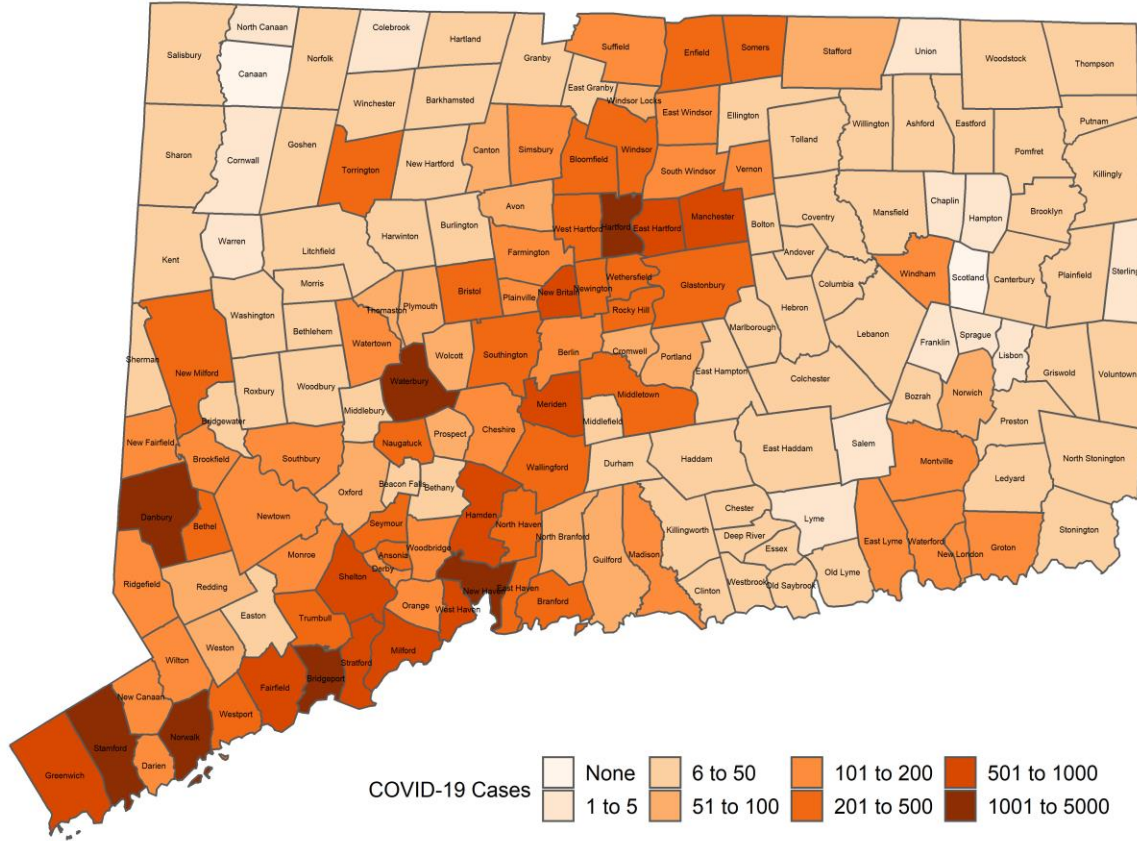 North Canaan
Colebrook
Hartland
Suffield
Enfield
Somers
Stafford
Union
Woodstock
Thompson
Salisbury
Canaan
Norfolk
Granby
East Granby
Windsor Locks
East Windsor
Ellington
Winchester
Barkhamsted
Tolland
Willington
Ashford
Eastford
Putnam
Pomfret
Sharon
Cornwall
Goshen
Torrington
New Hartford
Canton
Simsbury
Bloomfield
Windsor
South Windsor
Vernon
Killingly
Avon
West Hartford
Hartford
East Hartford
Manchester
Bolton
Coventry
Mansfield
Chaplin
Hampton
Brooklyn
Kent
Warren
Litchfield
Harwinton
Burlington
Farmington
Andover
Windham
Scotland
Canterbury
Plainfield
Sterling
Morris
Thomaston
Plymouth
Bristol
Plainville
New Britain
Newington
Wethersfield
Glastonbury
Rocky Hill
Hebron
Columbia
Washington
Bethlehem
Watertown
Marlborough
Lebanon
Franklin
Sprague
Lisbon
Sherman
New Milford
Roxbury
Woodbury
Waterbury
Wolcott
Southington
Berlin
Cromwell
Portland
East Hampton
Colchester
Griswold
Voluntown
Bridgewater
Middlebury
Meriden
Middletown
Middlefield
Bozrah
Norwich
Preston
New Fairfield
Brookfield
Southbury
Naugatuck
Prospect
Cheshire
Wallingford
Durham
Haddam
East Haddam
Salem
Montville
Ledyard
North Stonington
Danbury
Bethel
Newtown
Oxford
Beacon Falls
Bethany
Hamden
North Haven
Seymour
Woodbridge
North Branford
Guilford
Madison
Killingworth
Chester
Deep River
Essex
Lyme
East Lyme
Waterford
New London
Groton
Stonington
Ridgefield
Redding
Monroe
Ansonia
Derby
Shelton
Orange
New Haven
West Haven
East Haven
Branford
Clinton
Westbrook
Old Saybrook
Old Lyme
Easton
Trumbull
Weston
Wilton
Stratford
Milford
New Canaan
Westport
Fairfield
Bridgeport
Greenwich
Stamford
Darien
Norwalk
COVID-19 Cases
None
6 to 50
101 to 200
501 to 1000
1 to 5
51 to 100
201 to 500
1001 to 5000